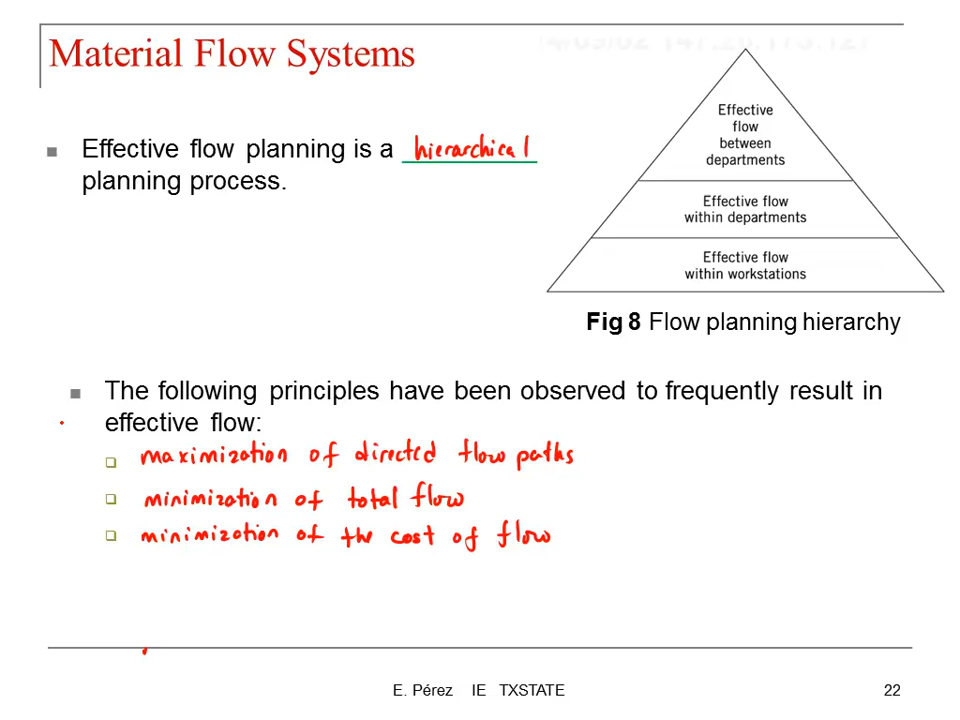 Material Flow Systems
Effective flow planning is a hierarchical
planning process.
Effective
flow
between
departments
Effective flow
within departments
Effective flow
within workstations
Fig 8 Flow planning hierarchy
The following principles have been observed to frequently result in
effective flow:
maximization of directed flow paths
minimization of total flow
minimization of the cost of flow
E. Pérez IE TXSTATE
22